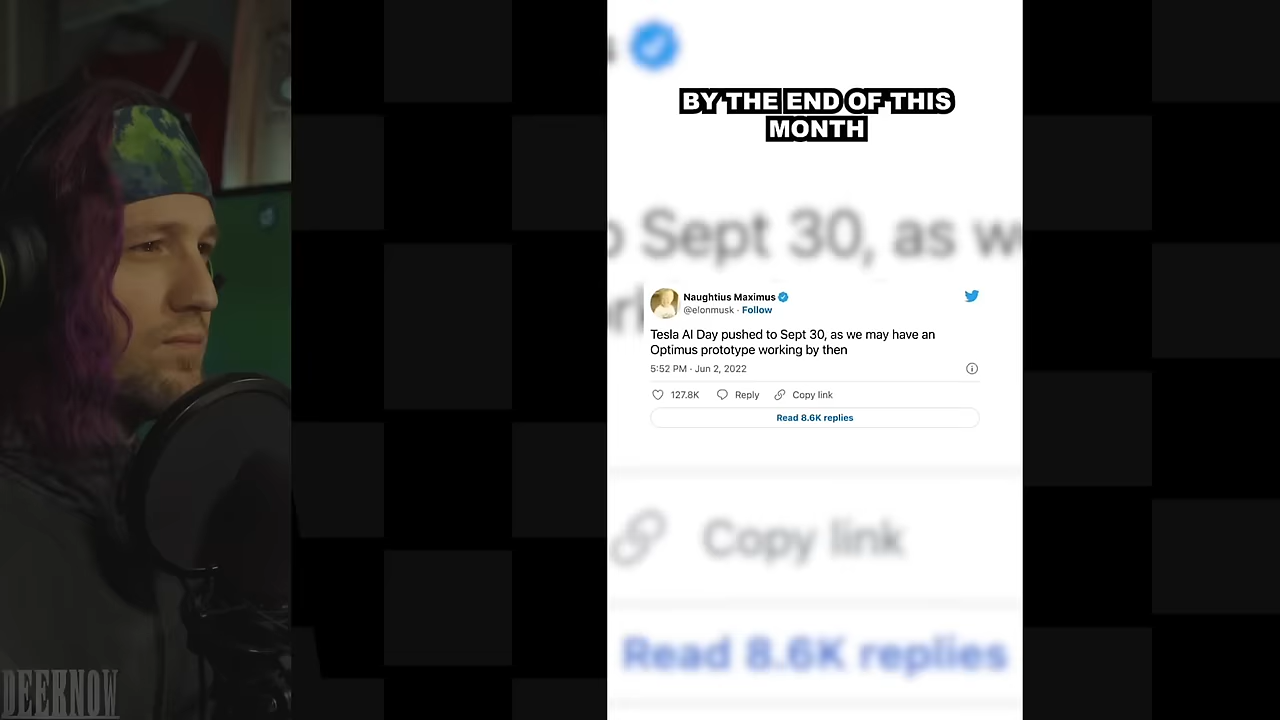 BY THE END OF THIS
MONTH
Sept 30, as
Naughtius Maximus
@elonmusk · Follow
Tesla AI Day pushed to Sept 30, as we may have an
Optimus prototype working by then
5:52 PM · Jun 2, 2022
127.8K Reply Copy link
Read 8.6K replies
Copy link
Read 8.6K replies
DEEKNOW